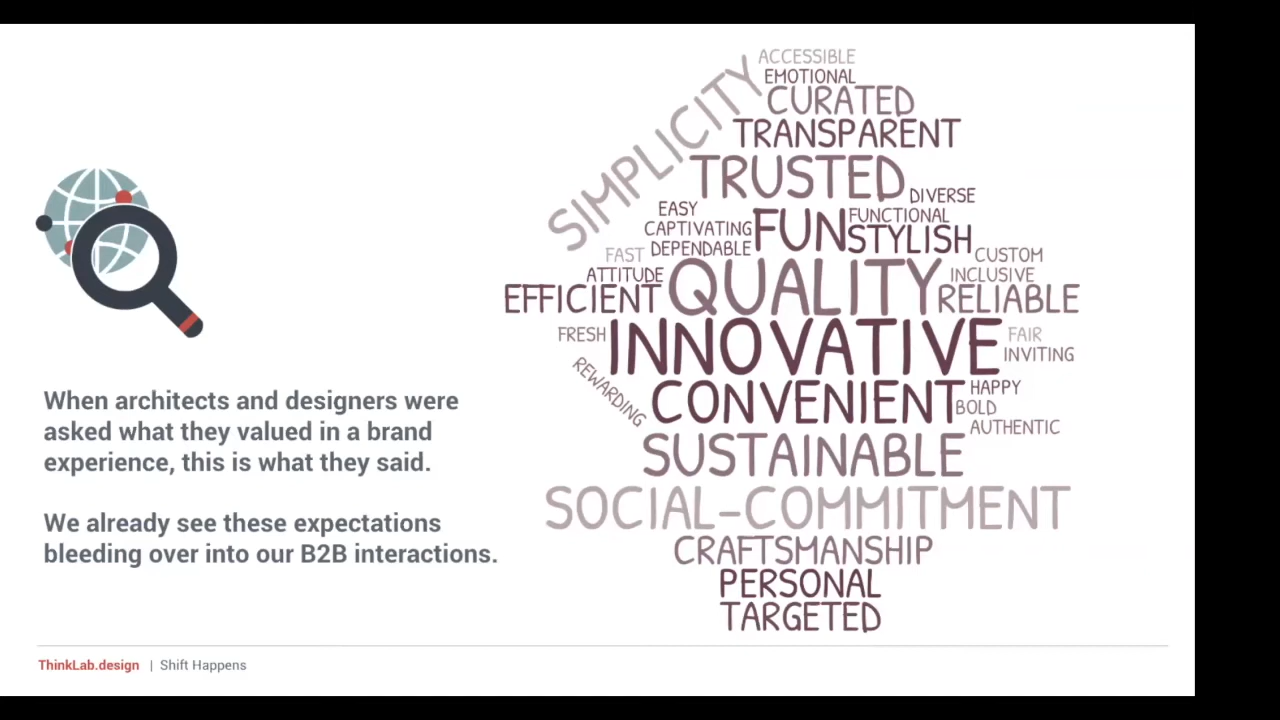 When architects and designers were
asked what they valued in a brand
experience, this is what they said.
We already see these expectations
bleeding over into our B2B interactions.
ACCESSIBLE
EMOTIONAL
SIMPLICITY
CURATED
TRANSPARENT
TRUSTED
DIVERSE
EASY
FUNCTIONAL
CAPTIVATING
FUN
STYLISH
DEPENDABLE
FAST
CUSTOM
ATTITUDE
QUALITY
INCLUSIVE
EFFICIENT
RELIABLE
FRESH
INNOVATIVE
FAIR
INVITING
REWARDING
CONVENIENT
HAPPY
BOLD
AUTHENTIC
SUSTAINABLE
SOCIAL-COMMITMENT
CRAFTSMANSHIP
PERSONAL
TARGETED
ThinkLab.design | Shift Happens